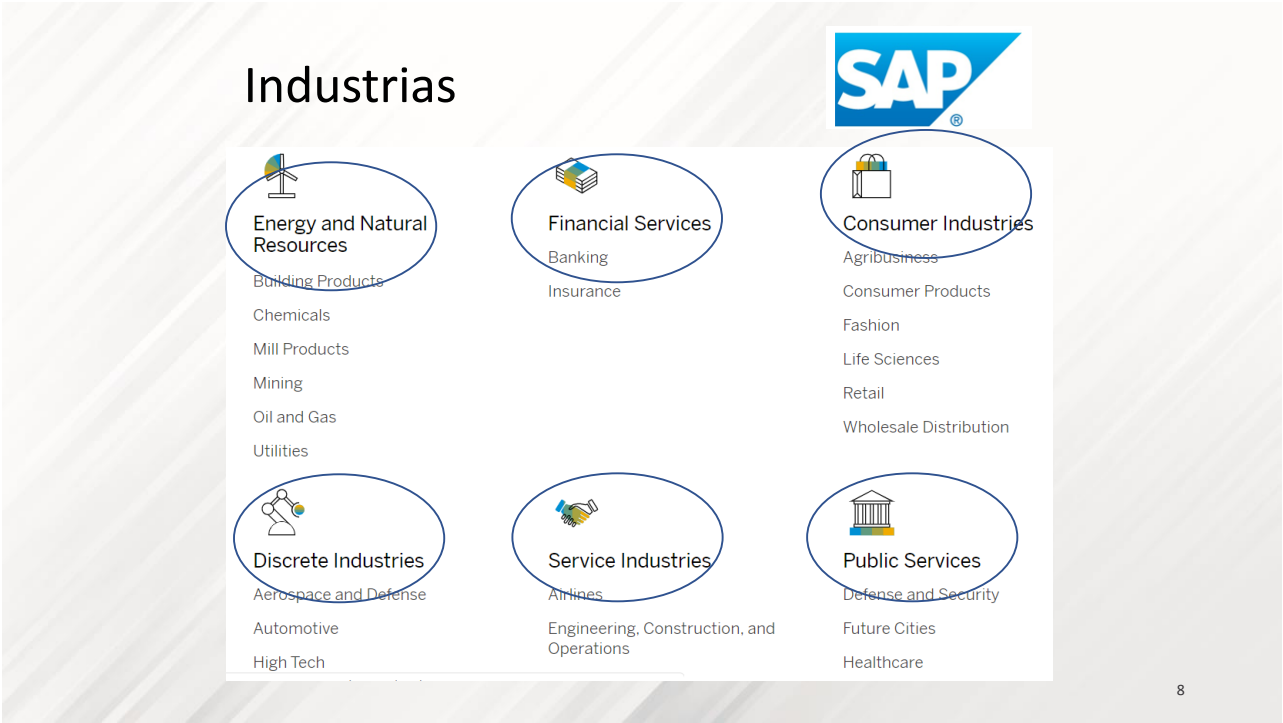 Industrias
SAP
®
Energy and Natural
Resources
Building Products
Chemicals
Mill Products
Mining
Oil and Gas
Utilities
Financial Services
Banking
Insurance
Consumer Industries
Agribusiness
Consumer Products
Fashion
Life Sciences
Retail
Wholesale Distribution
Discrete Industries
Aerospace and Defense
Automotive
High Tech
Service Industries
Airlines
Engineering, Construction, and
Operations
Public Services
Defense and Security
Future Cities
Healthcare
8